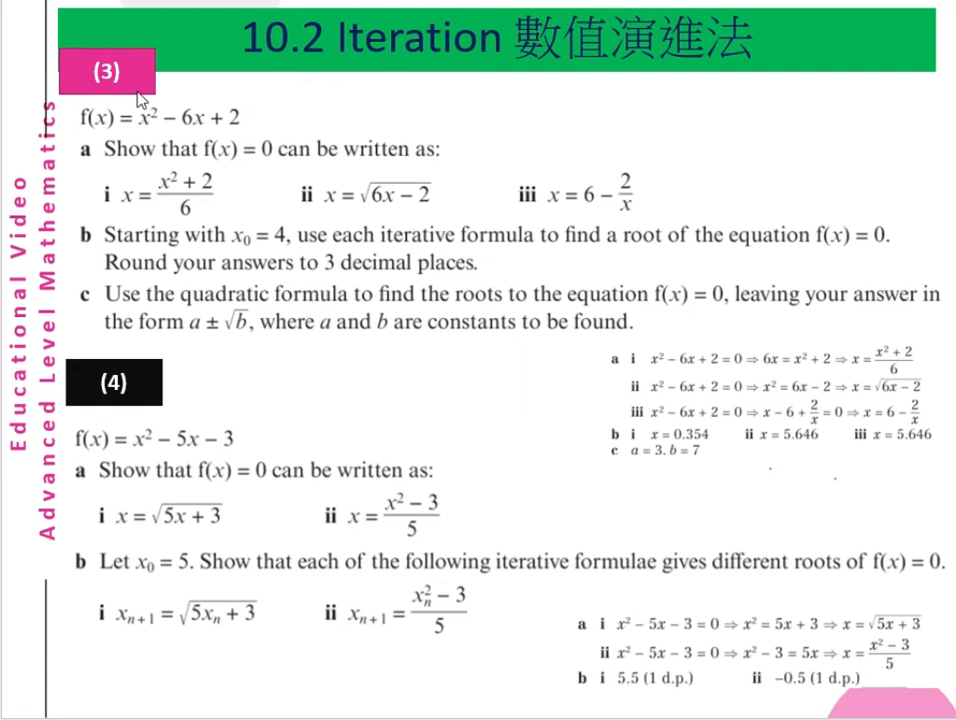 10.2 Iteration 數值演進法
(3)
Educational Video
Advanced Level Mathematics
f(x) = x² − 6x + 2
a Show that f(x) = 0 can be written as:
i x = (x² + 2)/6 ii x = √(6x − 2) iii x = 6 − 2/x
b Starting with x₀ = 4, use each iterative formula to find a root of the equation f(x) = 0.
Round your answers to 3 decimal places.
c Use the quadratic formula to find the roots to the equation f(x) = 0, leaving your answer in
the form a ± √b, where a and b are constants to be found.
a i x² − 6x + 2 = 0 ⇒ 6x = x² + 2 ⇒ x = (x² + 2)/6
ii x² − 6x + 2 = 0 ⇒ x² = 6x − 2 ⇒ x = √(6x − 2)
iii x² − 6x + 2 = 0 ⇒ x − 6 + 2/x = 0 ⇒ x = 6 − 2/x
b i x = 0.354 ii x = 5.646 iii x = 5.646
c a = 3. b = 7
(4)
f(x) = x² − 5x − 3
a Show that f(x) = 0 can be written as:
i x = √(5x + 3) ii x = (x² − 3)/5
b Let x₀ = 5. Show that each of the following iterative formulae gives different roots of f(x) = 0.
i xₙ₊₁ = √(5xₙ + 3) ii xₙ₊₁ = (xₙ² − 3)/5
a i x² − 5x − 3 = 0 ⇒ x² = 5x + 3 ⇒ x = √(5x + 3)
ii x² − 5x − 3 = 0 ⇒ x² − 3 = 5x ⇒ x = (x² − 3)/5
b i 5.5 (1 d.p.) ii −0.5 (1 d.p.)